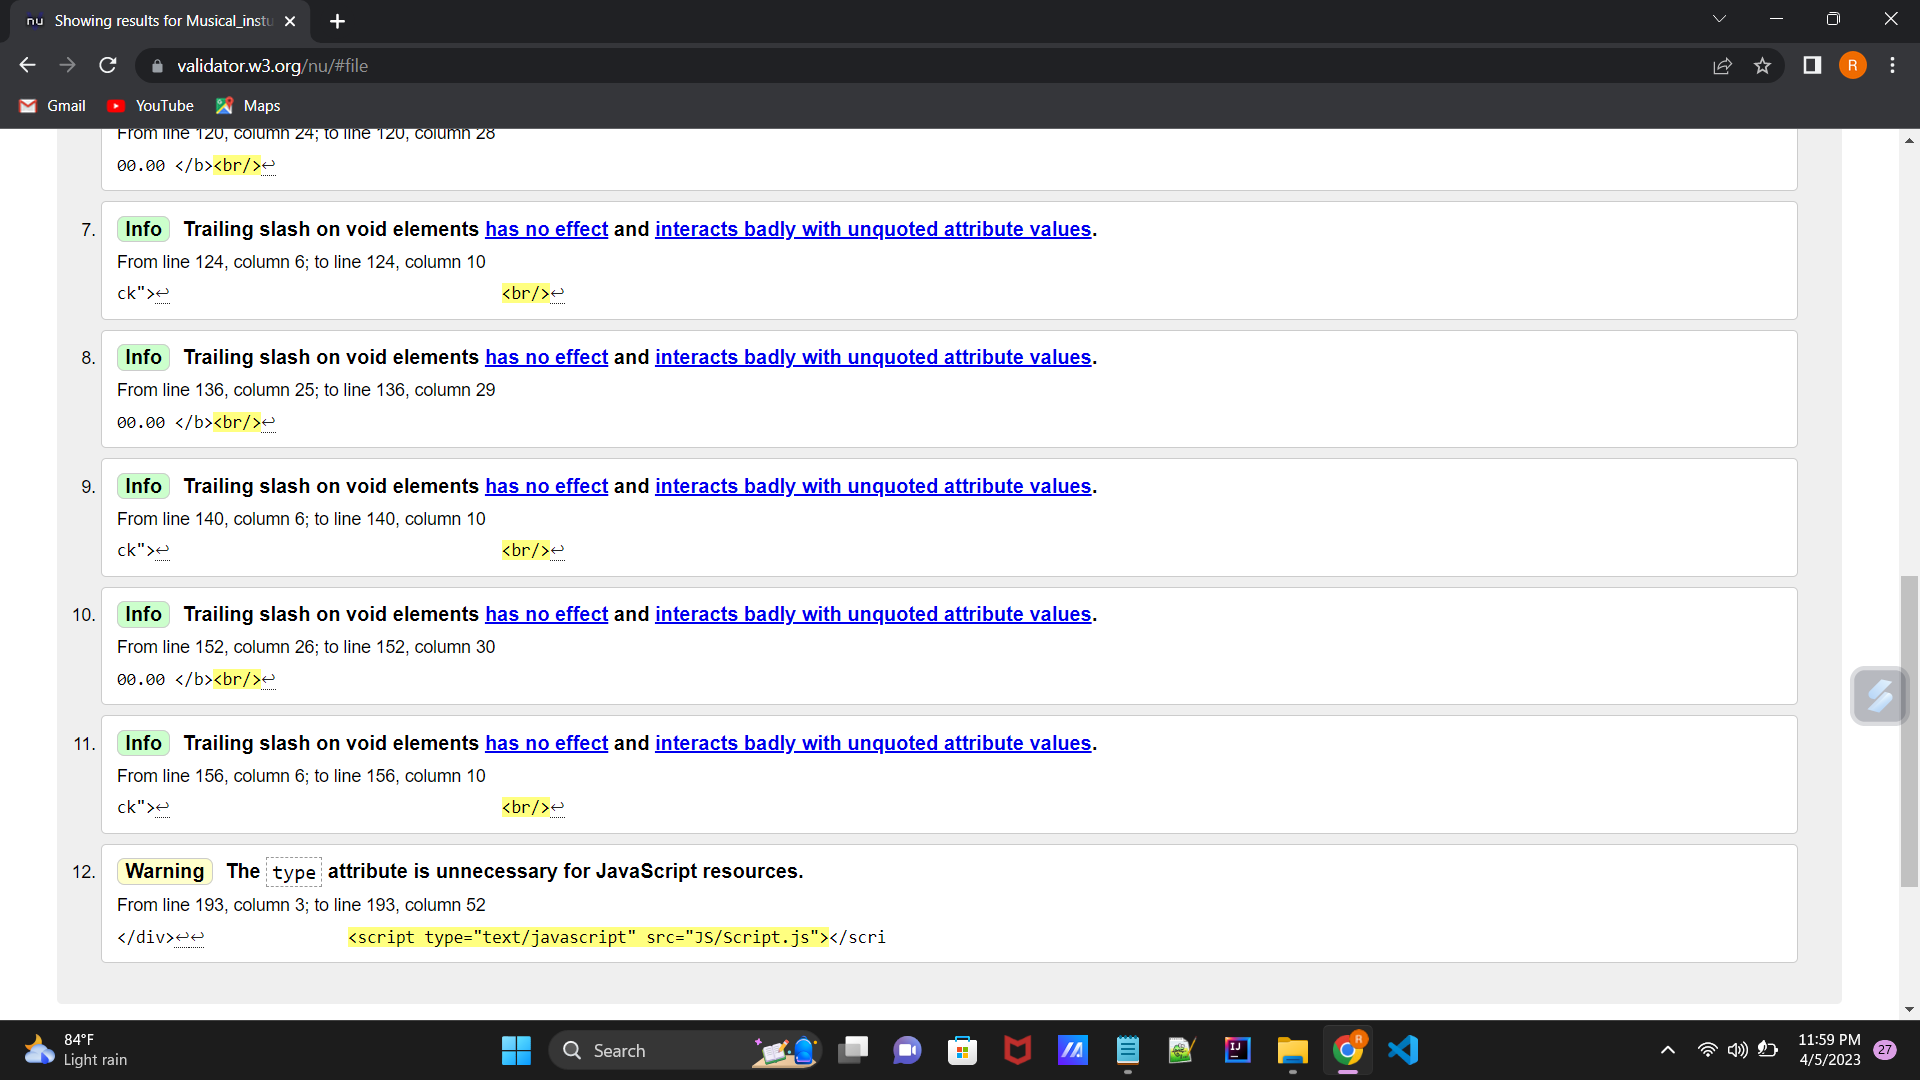 nu Showing results for Musical_instu
validator.w3.org/nu/#file
R
Gmail YouTube Maps
From line 120, column 24; to line 120, column 28
00.00 </b><br/>↩
7. Info Trailing slash on void elements has no effect and interacts badly with unquoted attribute values.
From line 124, column 6; to line 124, column 10
ck">↩ <br/>↩
8. Info Trailing slash on void elements has no effect and interacts badly with unquoted attribute values.
From line 136, column 25; to line 136, column 29
00.00 </b><br/>↩
9. Info Trailing slash on void elements has no effect and interacts badly with unquoted attribute values.
From line 140, column 6; to line 140, column 10
ck">↩ <br/>↩
10. Info Trailing slash on void elements has no effect and interacts badly with unquoted attribute values.
From line 152, column 26; to line 152, column 30
00.00 </b><br/>↩
11. Info Trailing slash on void elements has no effect and interacts badly with unquoted attribute values.
From line 156, column 6; to line 156, column 10
ck">↩ <br/>↩
12. Warning The type attribute is unnecessary for JavaScript resources.
From line 193, column 3; to line 193, column 52
</div>↩↩ <script type="text/javascript" src="JS/Script.js"></scri
84°F
Light rain
Search
IJ
R
11:59 PM
4/5/2023
27